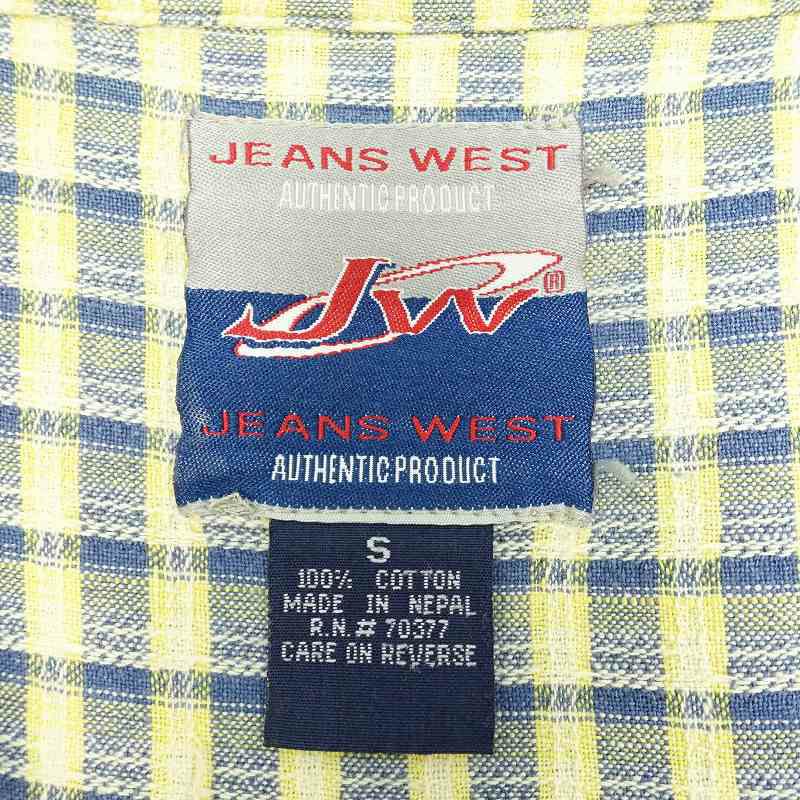 JEANS WEST
AUTHENTIC PRODUCT
JW®
JEANS WEST
AUTHENTIC PRODUCT
S
100% COTTON
MADE IN NEPAL
R.N.# 70377
CARE ON REVERSE